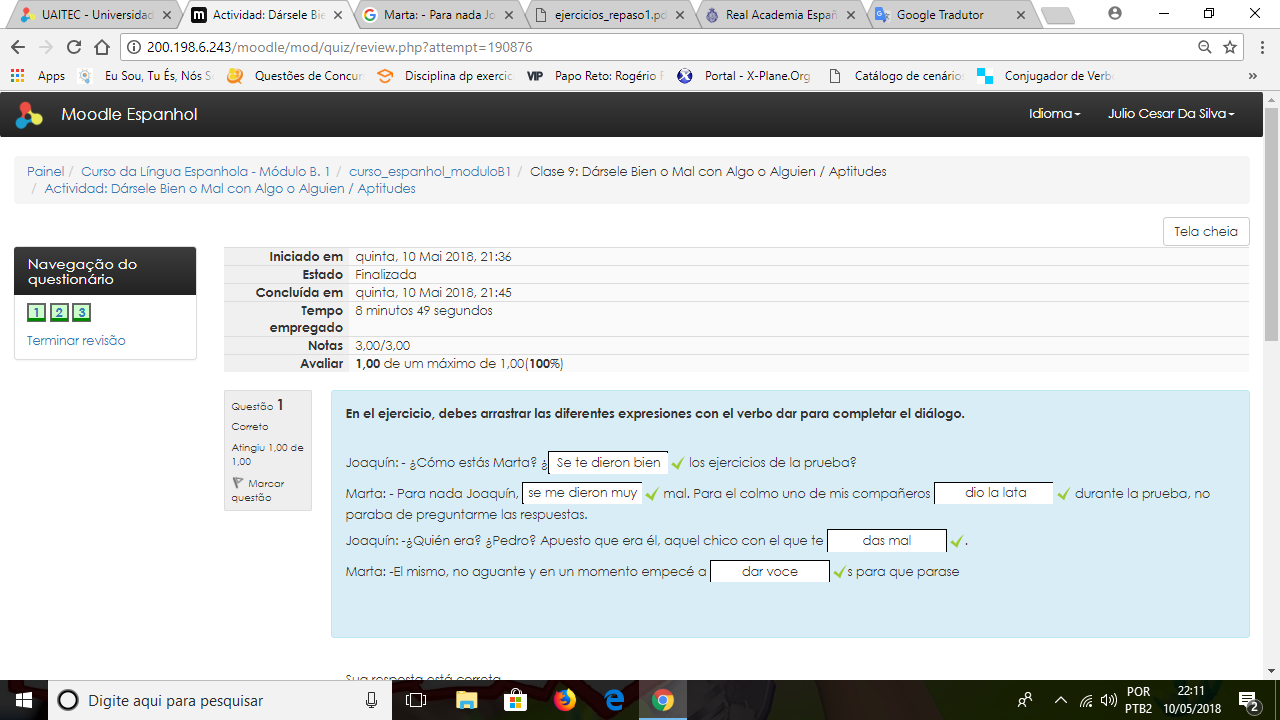 UAITEC - Universidad
Actividad: Dársele Bie
Marta: - Para nada Jo
ejercicios_repaso1.pd
Real Academia Españ
Google Tradutor
200.198.6.243/moodle/mod/quiz/review.php?attempt=190876
Apps
Eu Sou, Tu És, Nós S
Questões de Concur
Disciplina dp exercic
VIP Papo Reto: Rogério F
Portal - X-Plane.Org
Catálogo de cenário
Conjugador de Verb
»
Moodle Espanhol
Idioma
Julio Cesar Da Silva
Painel / Curso da Língua Espanhola - Módulo B. 1 / curso_espanhol_moduloB1 / Clase 9: Dársele Bien o Mal con Algo o Alguien / Aptitudes
/ Actividad: Dársele Bien o Mal con Algo o Alguien / Aptitudes
Tela cheia
Navegação do
questionário
1 2 3
Terminar revisão
Iniciado em quinta, 10 Mai 2018, 21:36
Estado Finalizada
Concluída em quinta, 10 Mai 2018, 21:45
Tempo 8 minutos 49 segundos
empregado
Notas 3,00/3,00
Avaliar 1,00 de um máximo de 1,00(100%)
Questão 1
Correto
Atingiu 1,00 de
1,00
Marcar
questão
En el ejercicio, debes arrastrar las diferentes expresiones con el verbo dar para completar el diálogo.
Joaquín: - ¿Cómo estás Marta? ¿ Se te dieron bien los ejercicios de la prueba?
Marta: - Para nada Joaquín, se me dieron muy mal. Para el colmo uno de mis compañeros dio la lata durante la prueba, no
paraba de preguntarme las respuestas.
Joaquín: -¿Quién era? ¿Pedro? Apuesto que era él, aquel chico con el que te das mal .
Marta: -El mismo, no aguante y en un momento empecé a dar voce s para que parase
Sua resposta está correta.
Digite aqui para pesquisar
POR
PTB2
22:11
10/05/2018
2